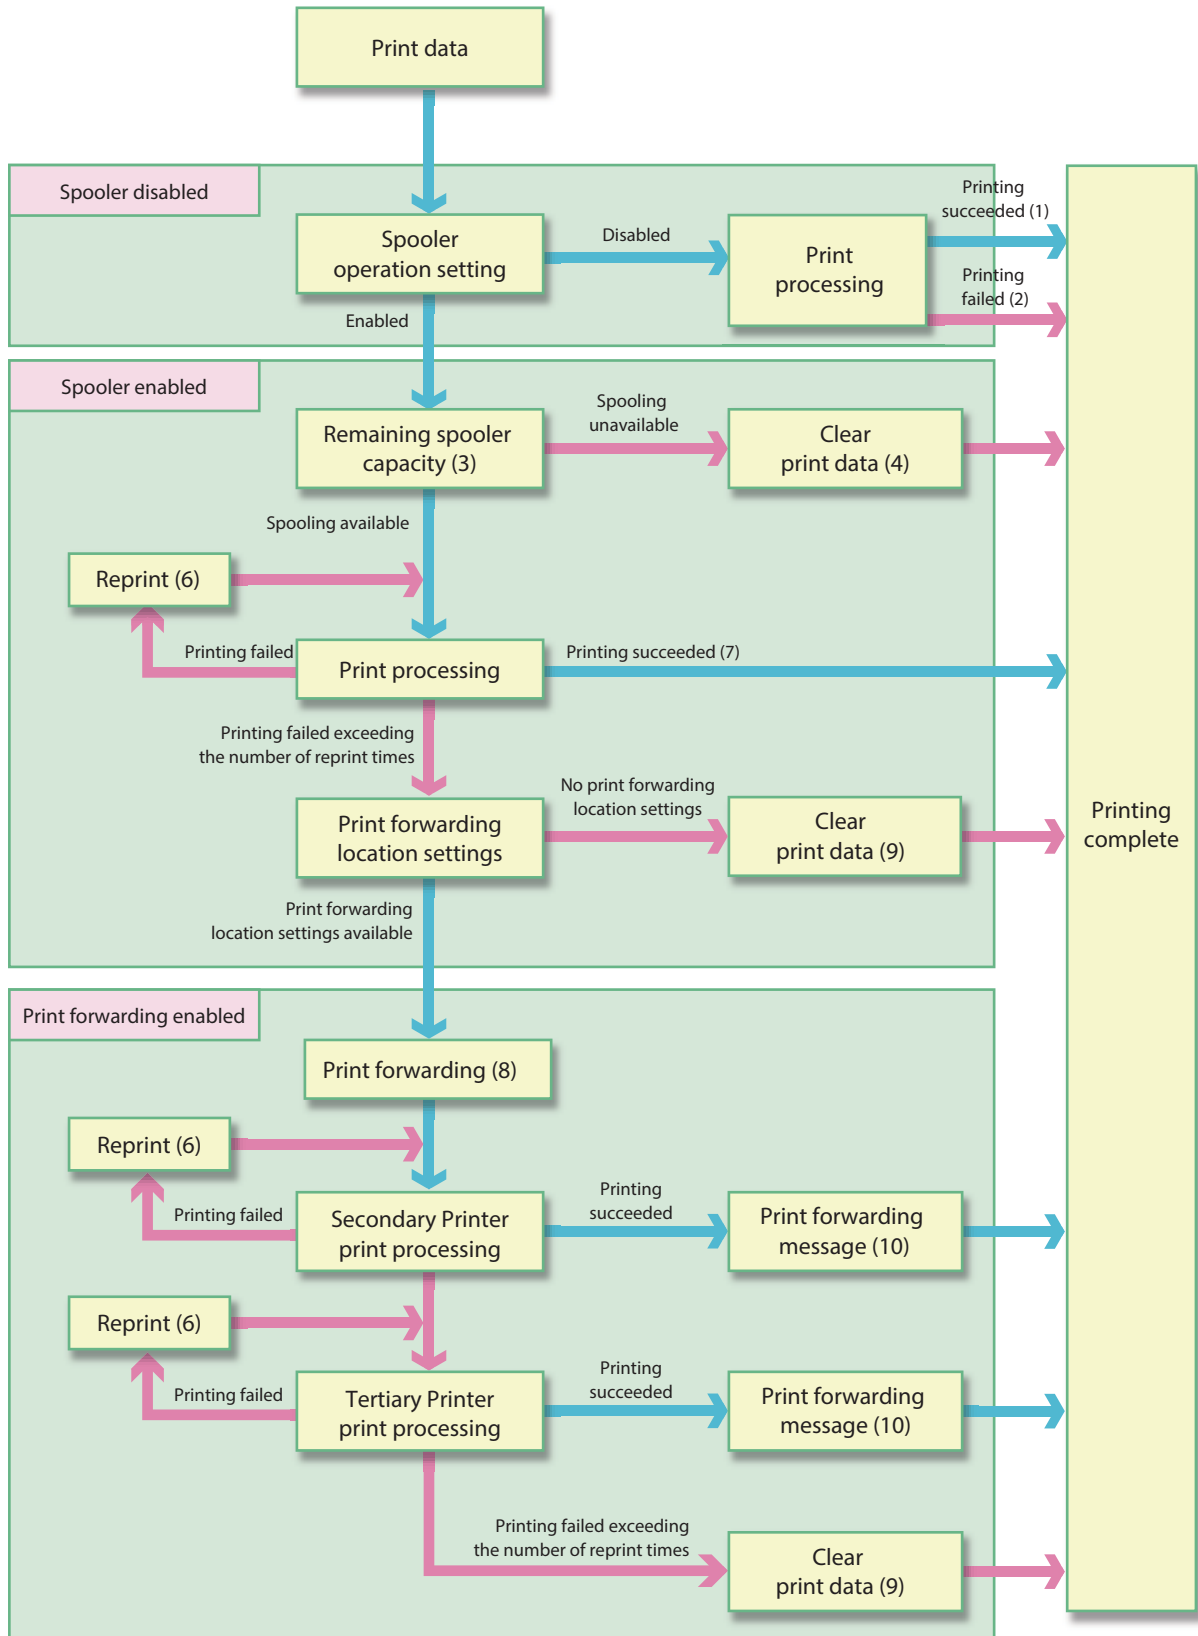 Print data
Spooler disabled
Spooler
operation setting
Disabled
Print
processing
Printing
succeeded (1)
Printing
failed (2)
Enabled
Spooler enabled
Remaining spooler
capacity (3)
Spooling
unavailable
Clear
print data (4)
Spooling available
Reprint (6)
Printing failed
Print processing
Printing succeeded (7)
Printing failed exceeding
the number of reprint times
Print forwarding
location settings
No print forwarding
location settings
Clear
print data (9)
Printing
complete
Print forwarding
location settings available
Print forwarding enabled
Print forwarding (8)
Reprint (6)
Printing failed
Secondary Printer
print processing
Printing
succeeded
Print forwarding
message (10)
Reprint (6)
Printing failed
Tertiary Printer
print processing
Printing
succeeded
Print forwarding
message (10)
Printing failed exceeding
the number of reprint times
Clear
print data (9)